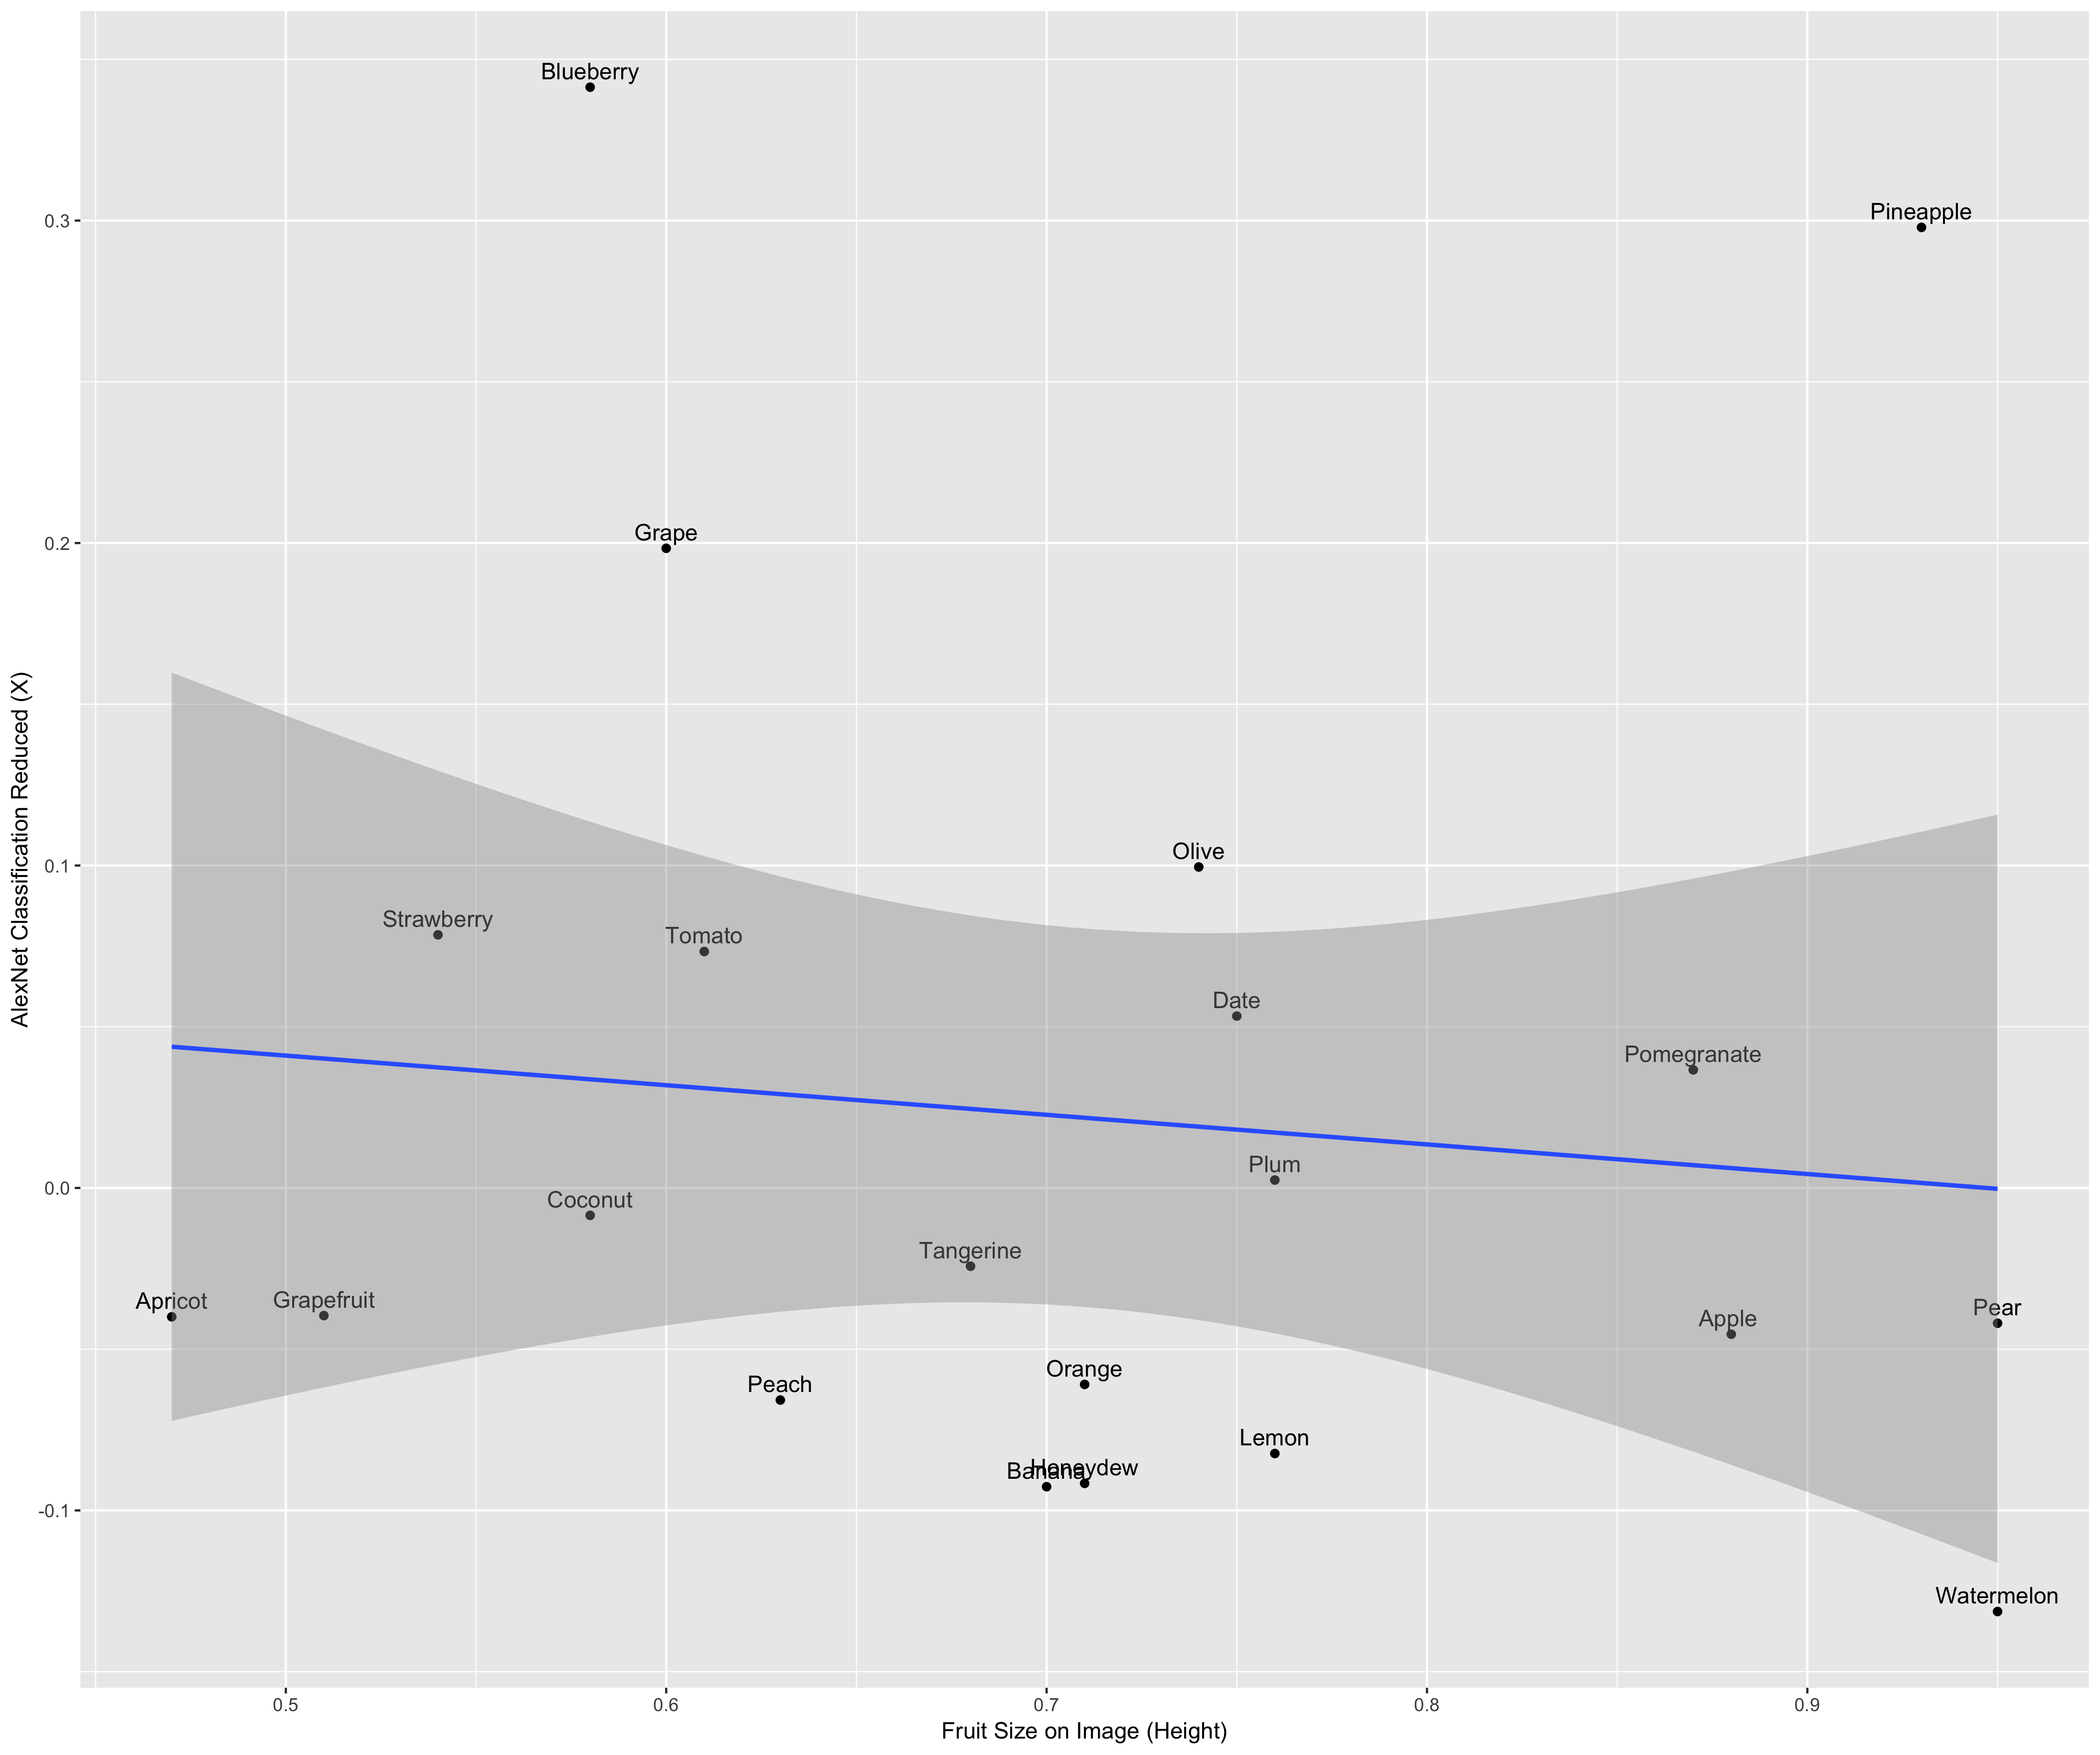 Blueberry
Pineapple
0.3
Grape
0.2
Olive
0.1
Strawberry
Tomato
Date
Pomegranate
Plum
0.0
Coconut
Tangerine
Apricot
Grapefruit
Pear
Apple
Orange
Peach
Lemon
Honeydew
Banana
-0.1
Watermelon
0.5
0.6
0.7
0.8
0.9
Fruit Size on Image (Height)
AlexNet Classification Reduced (X)